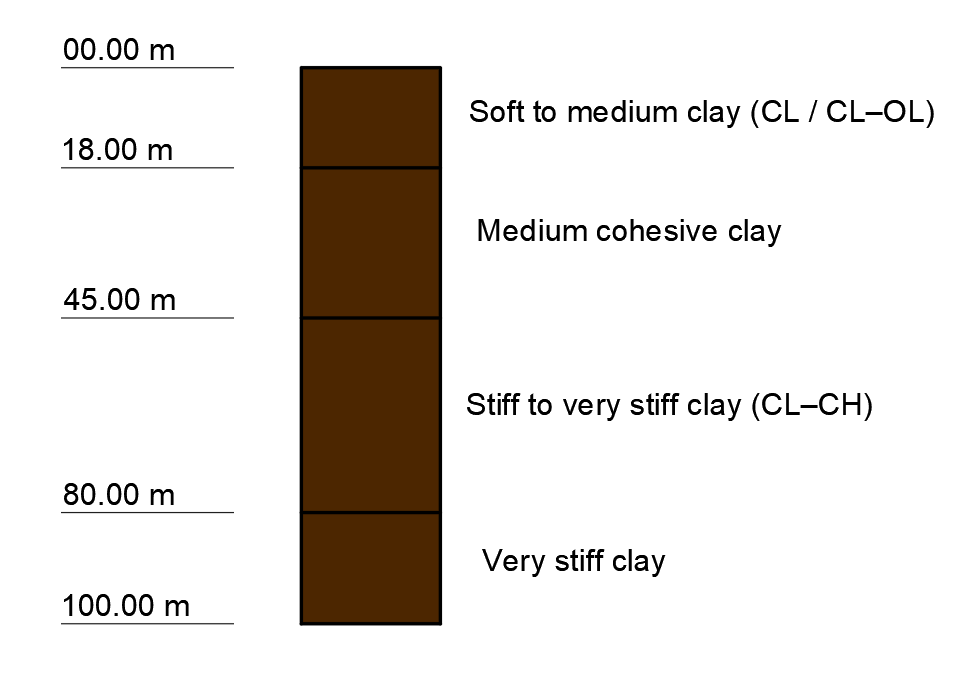 00.00 m
Soft to medium clay (CL / CL–OL)
18.00 m
Medium cohesive clay
45.00 m
Stiff to very stiff clay (CL–CH)
80.00 m
Very stiff clay
100.00 m